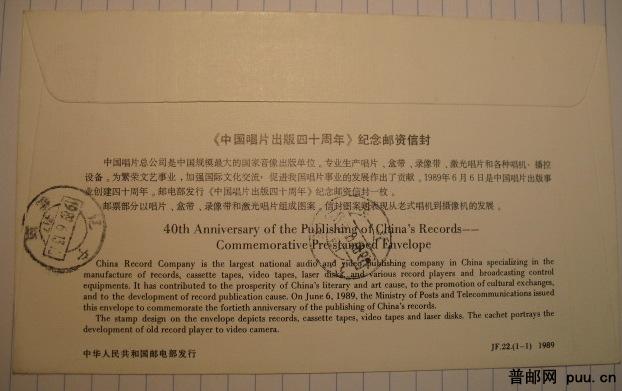 《中国唱片出版四十周年》纪念邮资信封
中国唱片总公司是中国规模最大的国家音像出版单位。专业生产唱片、盒带、录像带、激光唱片和各种唱机、播控
设备。为繁荣文艺事业，加强国际文化交流，促进我国唱片事业的发展作出了贡献。1989年6月6日是中国唱片出版事
业创建四十周年。邮电部发行《中国唱片出版四十周年》纪念邮资信封一枚。
邮票部分以唱片、盒带、录像带和激光唱片组成图案。信封图案则表现从老式唱机到摄像机的发展。
40th Anniversary of the Publishing of China's Records——
Commemorative Pre-stamped Envelope
China Record Company is the largest national audio and video publishing company in China specializing in the
manufacture of records, cassette tapes, video tapes, laser disks and various record players and broadcasting control
equipments. It has contributed to the prosperity of China's literary and art cause, to the promotion of cultural exchanges,
and to the development of record publication cause. On June 6, 1989, the Ministry of Posts and Telecommunications issued
this envelope to commemorate the fortieth anniversary of the publishing of China's records.
The stamp design on the envelope depicts records, cassette tapes, video tapes and laser disks. The cachet portrays the
development of old record player to video camera.
中华人民共和国邮电部发行
JF.22.(1-1) 1989
普邮网 puu.cn